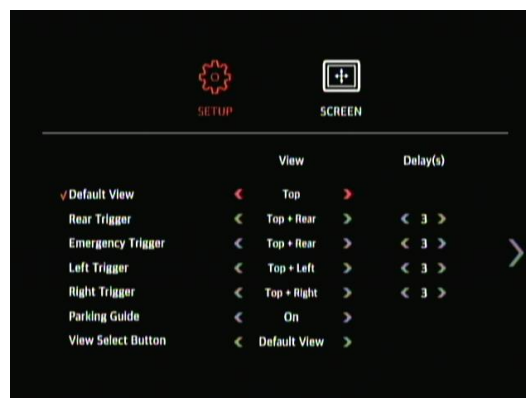 SETUP SCREEN
View Delay(s)
√ Default View < Top >
Rear Trigger < Top + Rear > < 3 >
Emergency Trigger < Top + Rear > < 3 >
Left Trigger < Top + Left > < 3 >
Right Trigger < Top + Right > < 3 >
Parking Guide < On >
View Select Button < Default View >